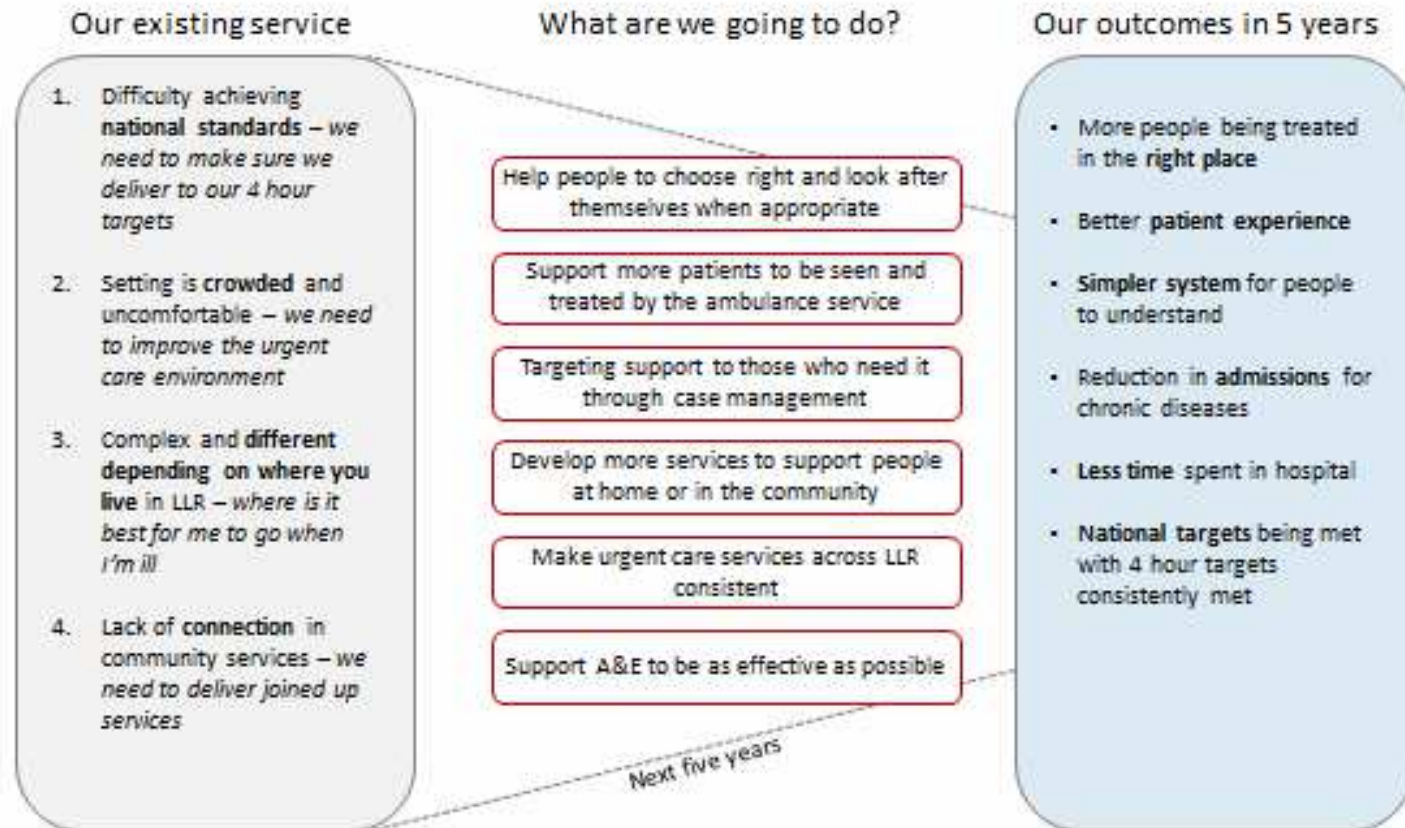 Our existing service
1. Difficulty achieving
national standards – we
need to make sure we
deliver to our 4 hour
targets
2. Setting is crowded and
uncomfortable – we need
to improve the urgent
care environment
3. Complex and different
depending on where you
live in LLR – where is it
best for me to go when
I'm ill
4. Lack of connection in
community services – we
need to deliver joined up
services
What are we going to do?
Help people to choose right and look after
themselves when appropriate
Support more patients to be seen and
treated by the ambulance service
Targeting support to those who need it
through case management
Develop more services to support people
at home or in the community
Make urgent care services across LLR
consistent
Support A&E to be as effective as possible
Next five years
Our outcomes in 5 years
• More people being treated
in the right place
• Better patient experience
• Simpler system for people
to understand
• Reduction in admissions for
chronic diseases
• Less time spent in hospital
• National targets being met
with 4 hour targets
consistently met